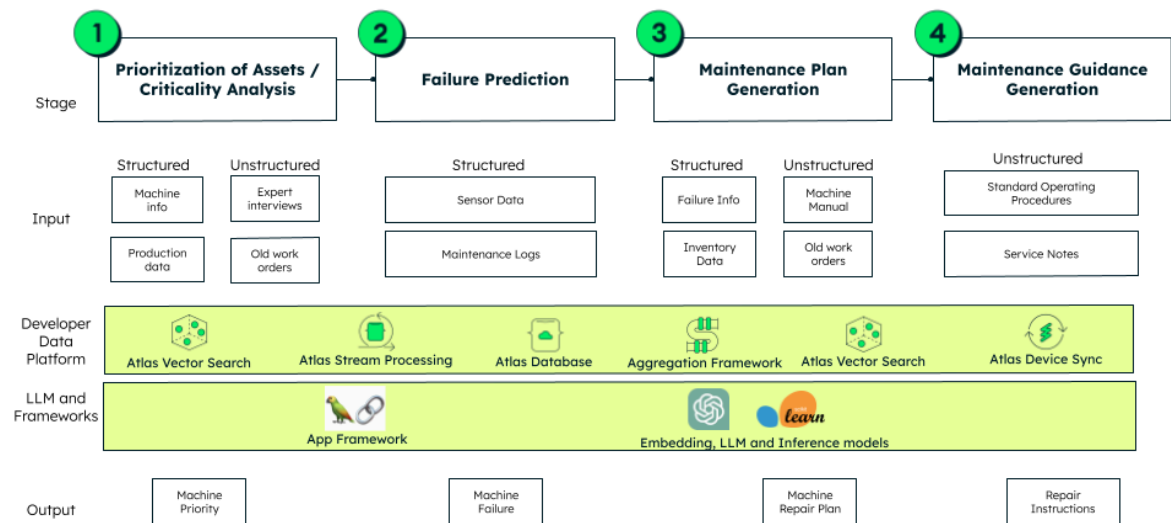 1
2
3
4
Prioritization of Assets /
Criticality Analysis
Failure Prediction
Maintenance Plan
Generation
Maintenance Guidance
Generation
Stage
Structured
Unstructured
Structured
Structured
Unstructured
Unstructured
Input
Machine
info
Expert
interviews
Sensor Data
Failure Info
Machine
Manual
Standard Operating
Procedures
Production
data
Old work
orders
Maintenance Logs
Inventory
Data
Old work
orders
Service Notes
Developer
Data
Platform
Atlas Vector Search
Atlas Stream Processing
Atlas Database
Aggregation Framework
Atlas Vector Search
Atlas Device Sync
LLM and
Frameworks
App Framework
learn
Embedding, LLM and Inference models
Output
Machine
Priority
Machine
Failure
Machine
Repair Plan
Repair
Instructions